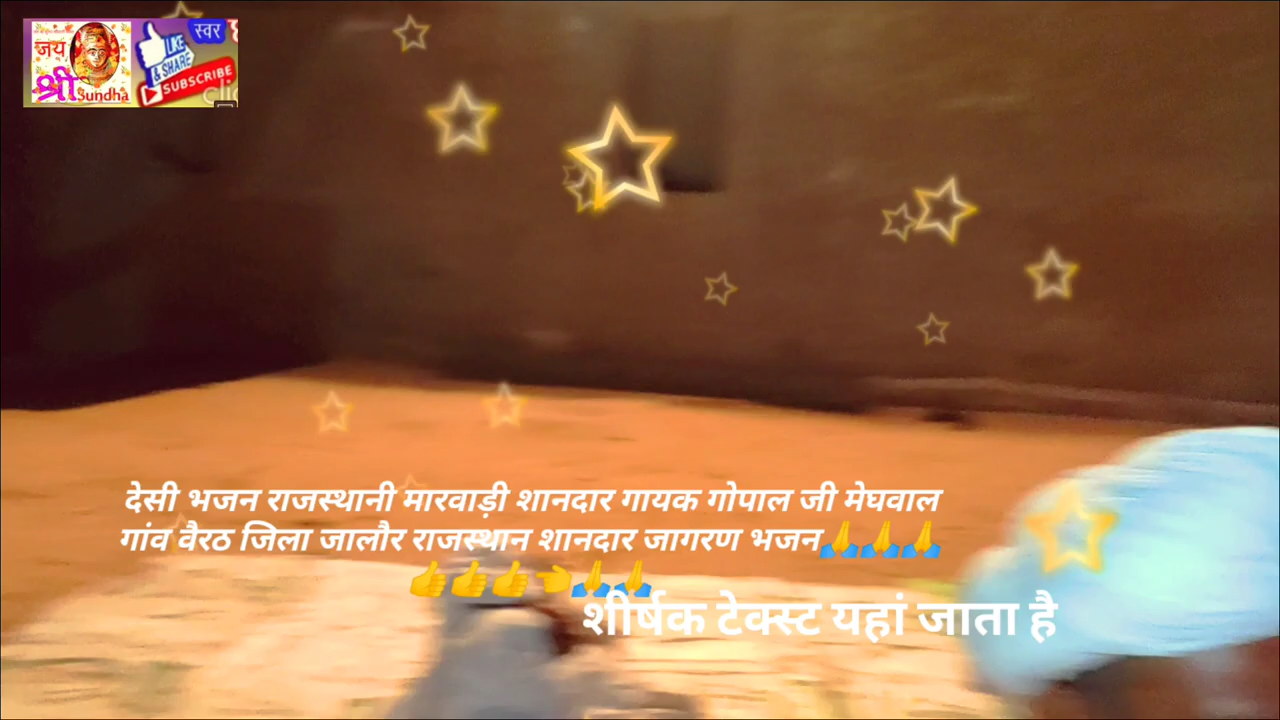 जय
श्री
Sundha
स्वर
LIKE
& SHARE
SUBSCRIBE
देसी भजन राजस्थानी मारवाड़ी शानदार गायक गोपाल जी मेघवाल
गांव वैरठ जिला जालौर राजस्थान शानदार जागरण भजन🙏🙏🙏
👍👍👍👈🙏🙏
शीर्षक टेक्स्ट यहां जाता है